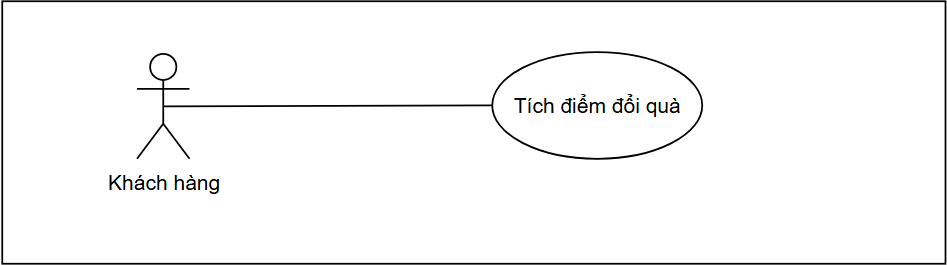 Tích điểm đổi quà
Khách hàng